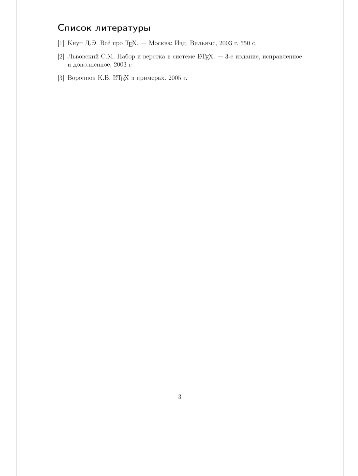 Список литературы
[1] Кнут Д.Э. Всё про TeX. — Москва: Изд. Вильямс, 2003 г. 550 с.
[2] Львовский С.М. Набор и верстка в системе LaTeX. — 3-е издание, исправленное
и дополненное. 2003 г.
[3] Воронцов К.В. LaTeX в примерах. 2005 г.
3